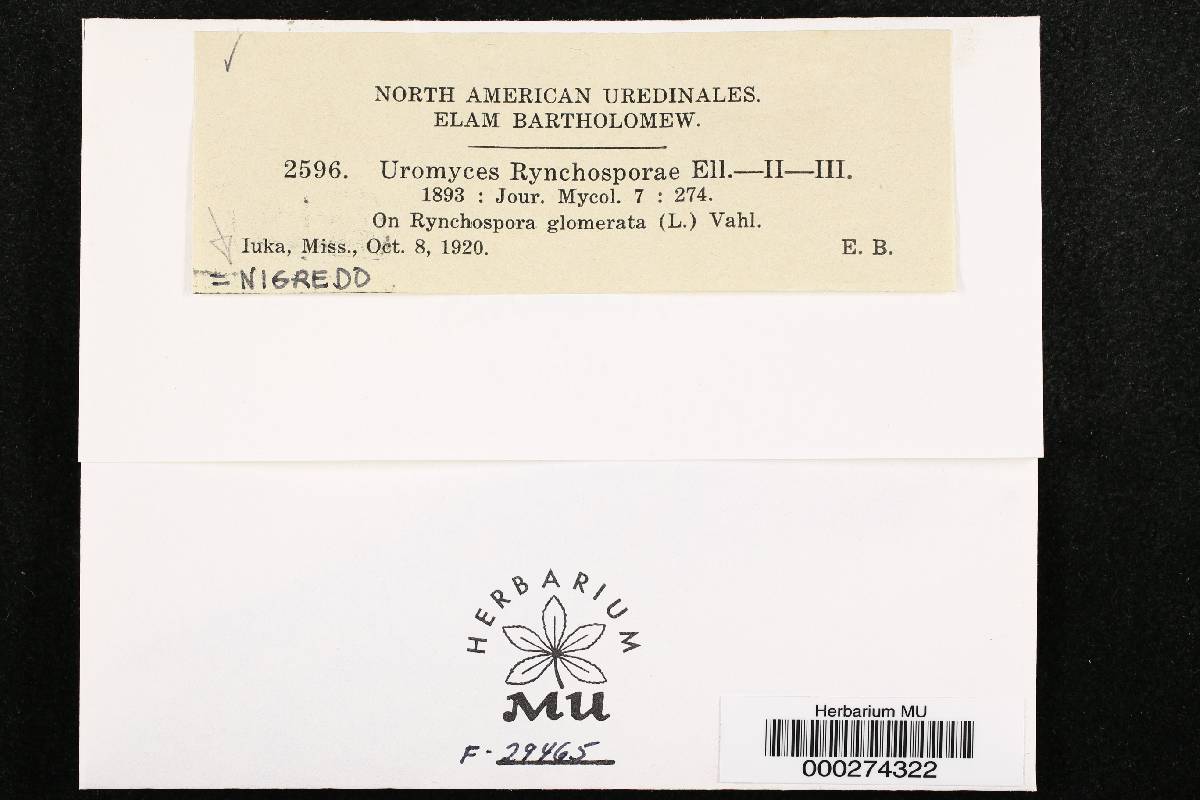 NORTH AMERICAN UREDINALES.
ELAM BARTHOLOMEW.
2596. Uromyces Rynchosporae Ell.—II—III.
1893 : Jour. Mycol. 7 : 274.
On Rynchospora glomerata (L.) Vahl.
Iuka, Miss., Oct. 8, 1920. E. B.
= NIGREDO
HERBARIUM
MU
F-29465
Herbarium MU
000274322